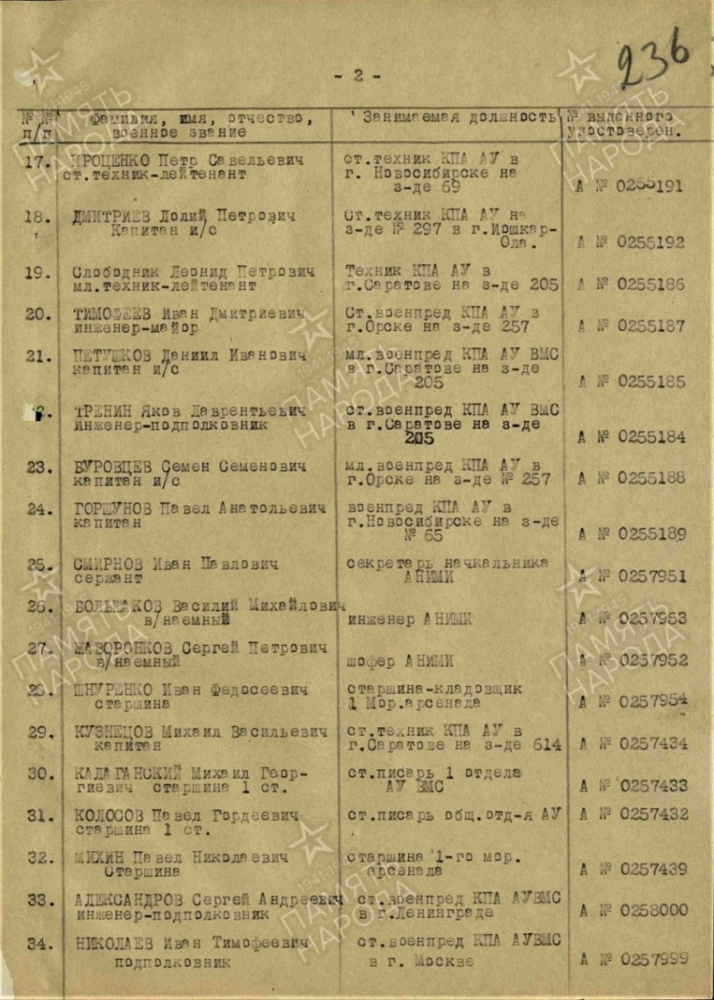 236
- 2 -
№№ п/п Фамилия, имя, отчество, военное звание Занимаемая должность № выданного удостоверен.
17. ПРОЦЕНКО Петр Савельевич ст.техник КПА АУ в
ст.техник-лейтенант г. Новосибирске на
з-де 69 А № 0255191
18. ДМИТРИЕВ Лолий Петрович Ст.техник КПА АУ на
Капитан и/с з-де № 297 в г.Йошкар-
Ола. А № 0255192
19. Слободник Леонид Петрович Техник КПА АУ в
мл.техник-лейтенант г.Саратове на з-де 205 А № 0255186
20. ТИМОФЕЕВ Иван Дмитриевич Ст.военпред КПА АУ в
инженер-майор г.Орске на з-де 257 А № 0255187
21. ПЕТУШКОВ Даниил Иванович мл.военпред КПА АУ ВМС
капитан и/с в г.Саратове на з-де
205 А № 0255185
ТРЕНИН Яков Лаврентьевич ст.военпред КПА АУ ВМС
инженер-подполковник в г.Саратове на з-де
205 А № 0255184
23. БУРОВЦЕВ Семен Семенович мл.военпред КПА АУ в
капитан и/с г.Орске на з-де № 257 А № 0255188
24. ГОРШУНОВ Павел Анатольевич военпред КПА АУ в
капитан г.Новосибирске на з-де
№ 65 А № 0255189
25. СМИРНОВ Иван Павлович секретарь начкальника
сержант АНИМИ А № 0257951
26. БОЛЬШАКОВ Василий Михайлович
в/наемный инженер АНИМИ А № 0257953
27. ЖАВОРОНКОВ Сергей Петрович
в/наемный шофер АНИМИ А № 0257952
28. ШНУРЕНКО Иван Федосеевич старшина-кладовщик
старшина 1 Мор.арсенала А № 0257954
29. КУЗНЕЦОВ Михаил Васильевич ст.техник КПА АУ в
капитан г.Саратове на з-де 614 А № 0257434
30. КАЛАГАНСКИЙ Михаил Геор- ст.писарь 1 отдела
гиевич старшина 1 ст. АУ ВМС А № 0257433
31. КОЛОСОВ Павел Гордеевич ст.писарь общ.отд-я АУ А № 0257432
старшина 1 ст.
32. МИХИН Павел Николаевич старшина 1-го мор.
Старшина арсенала А № 0257439
33. АЛЕКСАНДРОВ Сергей Андреевич ст.военпред КПА АУВМС
инженер-подполковник в г.Ленинграде А № 0258000
34. НИКОЛАЕВ Иван Тимофеевич ст.военпред КПА АУВМС
подполковник в г. Москве А № 0257999
ПАМЯТЬ НАРОДА